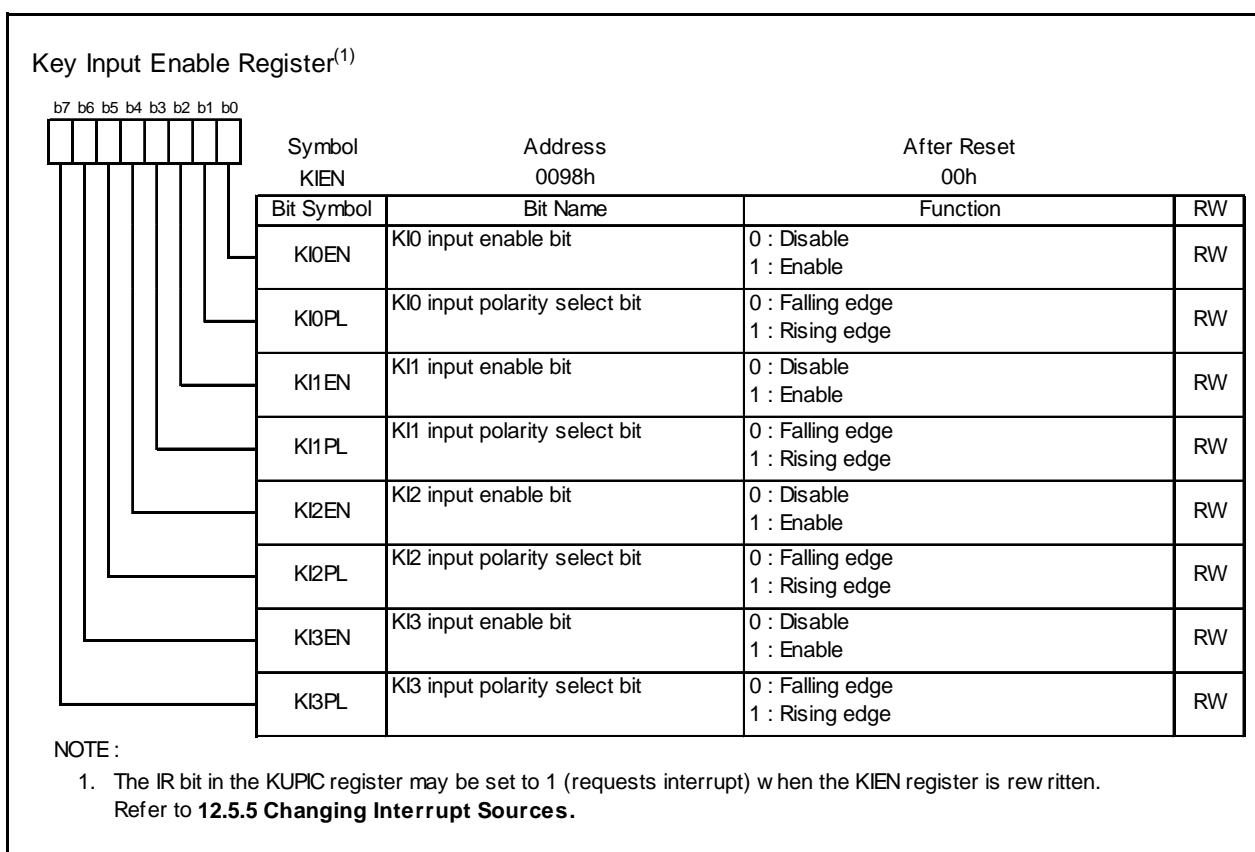 Key Input Enable Register(1)
b7 b6 b5 b4 b3 b2 b1 b0
Symbol Address After Reset
KIEN 0098h 00h
Bit Symbol Bit Name Function RW
KI0EN KI0 input enable bit 0 : Disable RW
1 : Enable
KI0PL KI0 input polarity select bit 0 : Falling edge RW
1 : Rising edge
KI1EN KI1 input enable bit 0 : Disable RW
1 : Enable
KI1PL KI1 input polarity select bit 0 : Falling edge RW
1 : Rising edge
KI2EN KI2 input enable bit 0 : Disable RW
1 : Enable
KI2PL KI2 input polarity select bit 0 : Falling edge RW
1 : Rising edge
KI3EN KI3 input enable bit 0 : Disable RW
1 : Enable
KI3PL KI3 input polarity select bit 0 : Falling edge RW
1 : Rising edge
NOTE :
1. The IR bit in the KUPIC register may be set to 1 (requests interrupt) when the KIEN register is rewritten.
Refer to 12.5.5 Changing Interrupt Sources.